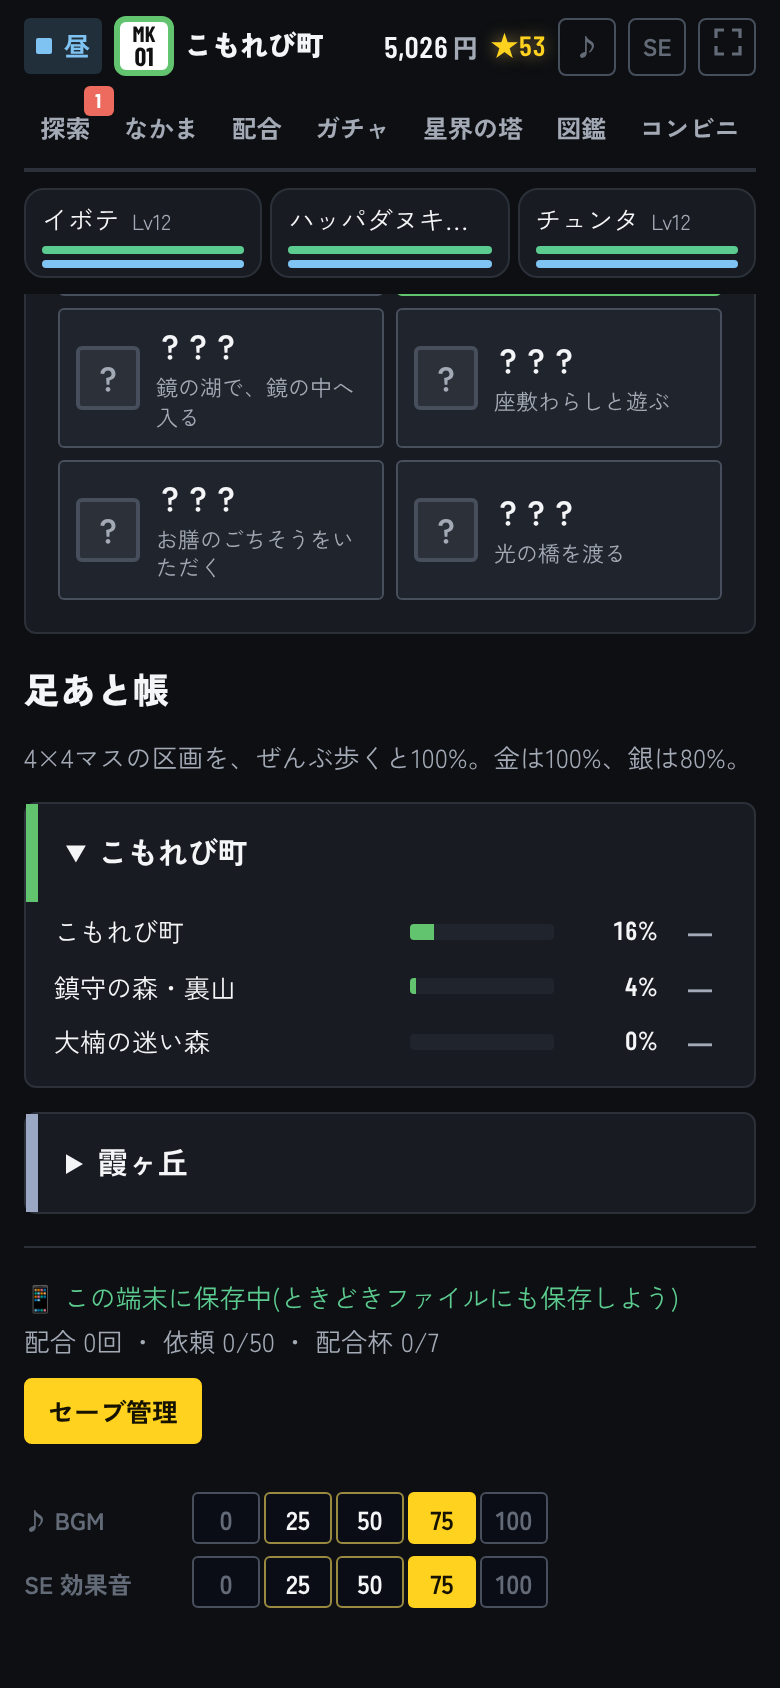 昼 MK 01 こもれび町 5,026 円 ★53 ♪ SE
1
探索 なかま 配合 ガチャ 星界の塔 図鑑 コンビニ
イボテ Lv12 ハッパダヌキ… チュンタ Lv12
? ？？？
鏡の湖で、鏡の中へ
入る
? ？？？
座敷わらしと遊ぶ
? ？？？
お膳のごちそうをい
ただく
? ？？？
光の橋を渡る
足あと帳
4×4マスの区画を、ぜんぶ歩くと100%。金は100%、銀は80%。
▼ こもれび町
こもれび町 16% —
鎮守の森・裏山 4% —
大楠の迷い森 0% —
▶ 霞ヶ丘
📱 この端末に保存中(ときどきファイルにも保存しよう)
配合 0回 ・ 依頼 0/50 ・ 配合杯 0/7
セーブ管理
♪ BGM 0 25 50 75 100
SE 効果音 0 25 50 75 100